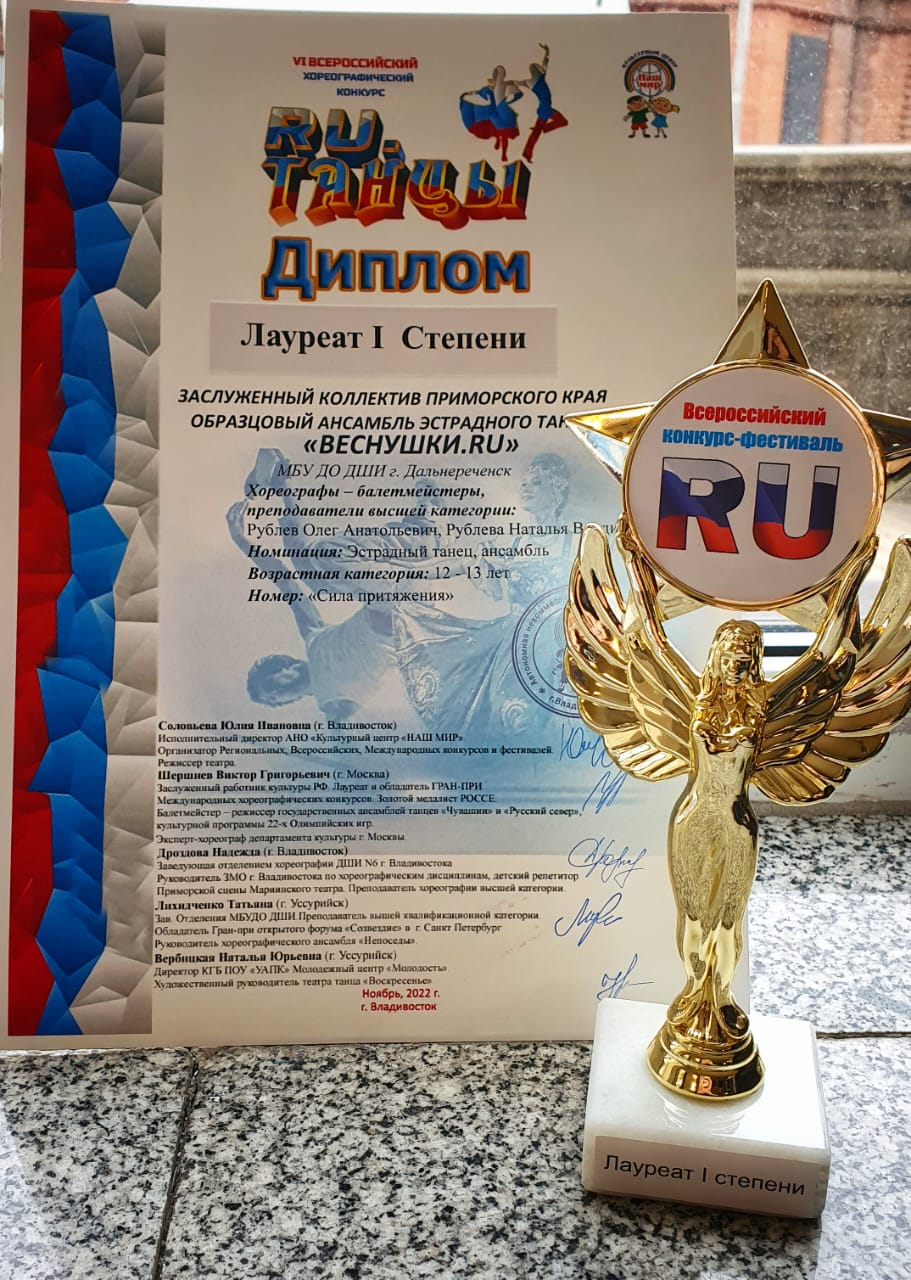 VI ВСЕРОССИЙСКИЙ
ХОРЕОГРАФИЧЕСКИЙ
КОНКУРС
КУЛЬТУРНЫЙ ЦЕНТР
Наш
мир
RU.
ТАНЦЫ
Диплом
Лауреат I Степени
ЗАСЛУЖЕННЫЙ КОЛЛЕКТИВ ПРИМОРСКОГО КРАЯ
ОБРАЗЦОВЫЙ АНСАМБЛЬ ЭСТРАДНОГО
«ВЕСНУШКИ.RU»
МБУ ДО ДШИ г. Дальнереченск
Хореографы – балетмейстеры,
преподаватели высшей категории:
Рублев Олег Анатольевич, Рублева Наталья
Номинация: Эстрадный танец, ансамбль
Возрастная категория: 12 - 13 лет
Номер: «Сила притяжения»
Автономная
Соловьева Юлия Ивановна (г. Владивосток)
Исполнительный директор АНО «Культурный центр «НАШ МИР».
Организатор Региональных, Всероссийских, Международных конкурсов и фестивалей.
Режиссер театра.
Шершнев Виктор Григорьевич (г. Москва)
Заслуженный работник культуры РФ. Лауреат и обладатель ГРАН-ПРИ
Международных хореографических конкурсов. Золотой медалист РОССЕ.
Балетмейстер – режиссер государственных ансамблей танцев «Чувашии» и «Русский север»,
культурной программы 22-х Олимпийских игр.
Эксперт-хореограф департамента культуры г. Москвы.
Дроздова Надежда (г. Владивосток)
Заведующая отделением хореографии ДШИ N6 г. Владивостока
Руководитель ЗМО г. Владивостока по хореографическим дисциплинам, детский репетитор
Приморской сцены Мариинского театра. Преподаватель хореографии высшей категории.
Лихидченко Татьяна (г. Уссурийск)
Зав. Отделения МБУДО ДШИ.Преподаватель вышей квалификационной категории.
Обладатель Гран-при открытого форума «Созвездие» в г. Санкт Петербург
Руководитель хореографического ансамбля «Непоседы».
Вербицкая Наталья Юрьевна (г. Уссурийск)
Директор КГБ ПОУ «УАПК» Молодежный центр «Молодость»
Художественный руководитель театра танца «Воскресенье»
Ноябрь, 2022 г.
г. Владивосток
Всероссийский
конкурс-фестиваль
RU
Лауреат I степени